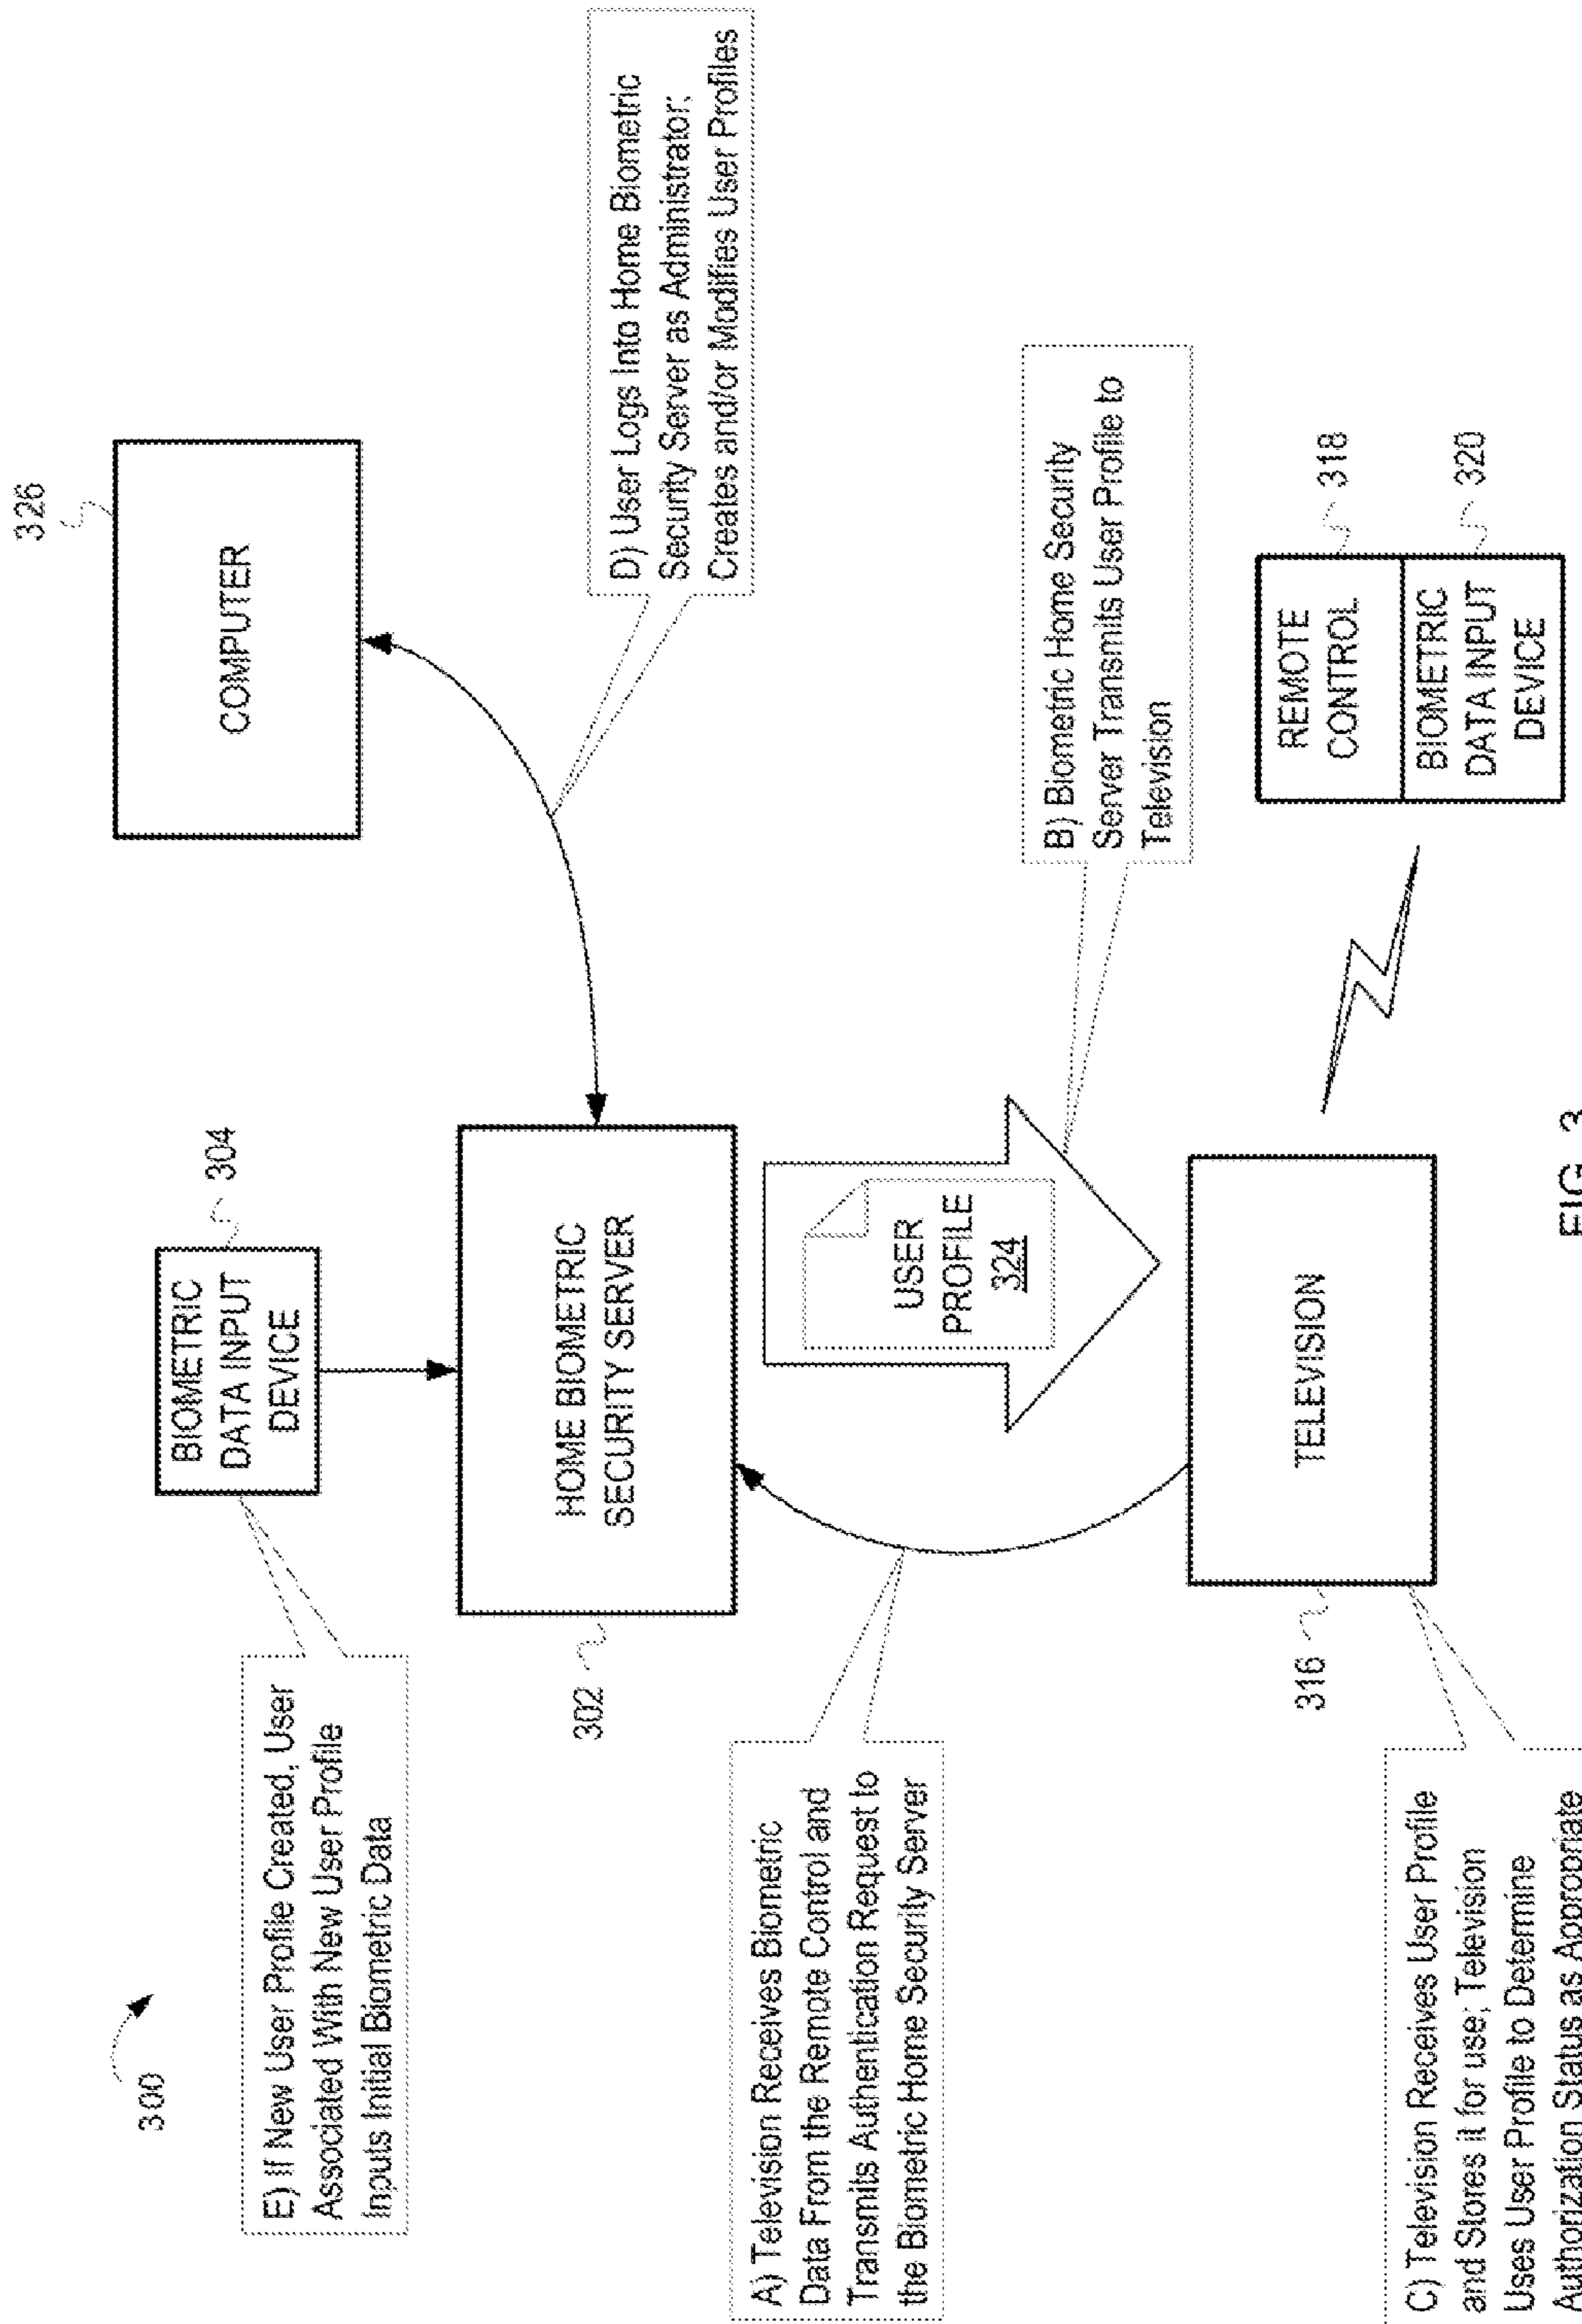 300
E) If New User Profile Created, User
Associated With New User Profile
Inputs Initial Biometric Data
BIOMETRIC
DATA INPUT
DEVICE
304
COMPUTER
326
HOME BIOMETRIC
SECURITY SERVER
302
D) User Logs Into Home Biometric
Security Server as Administrator;
Creates and/or Modifies User Profiles
A) Television Receives Biometric
Data From the Remote Control and
Transmits Authentication Request to
the Biometric Home Security Server
USER
PROFILE
324
B) Biometric Home Security
Server Transmits User Profile to
Television
C) Television Receives User Profile
and Stores it for use; Television
Uses User Profile to Determine
Authorization Status as Appropriate
316
TELEVISION
REMOTE
CONTROL
318
BIOMETRIC
DATA INPUT
DEVICE
320
FIG. 3